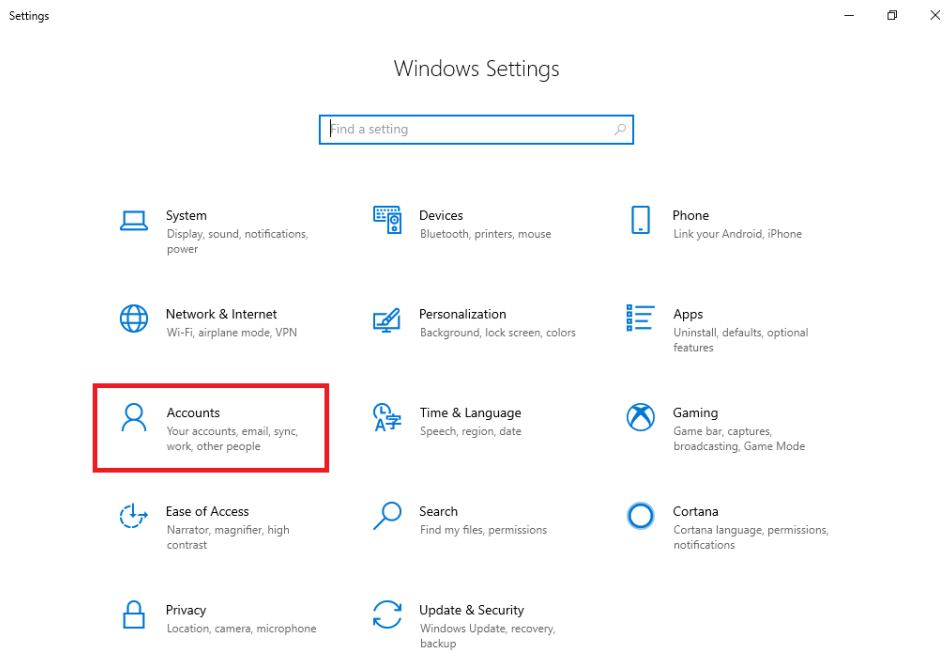 Settings
Windows Settings
Find a setting
System
Display, sound, notifications,
power
Devices
Bluetooth, printers, mouse
Phone
Link your Android, iPhone
Network & Internet
Wi-Fi, airplane mode, VPN
Personalization
Background, lock screen, colors
Apps
Uninstall, defaults, optional
features
Accounts
Your accounts, email, sync,
work, other people
Time & Language
Speech, region, date
Gaming
Game bar, captures,
broadcasting, Game Mode
Ease of Access
Narrator, magnifier, high
contrast
Search
Find my files, permissions
Cortana
Cortana language, permissions,
notifications
Privacy
Location, camera, microphone
Update & Security
Windows Update, recovery,
backup